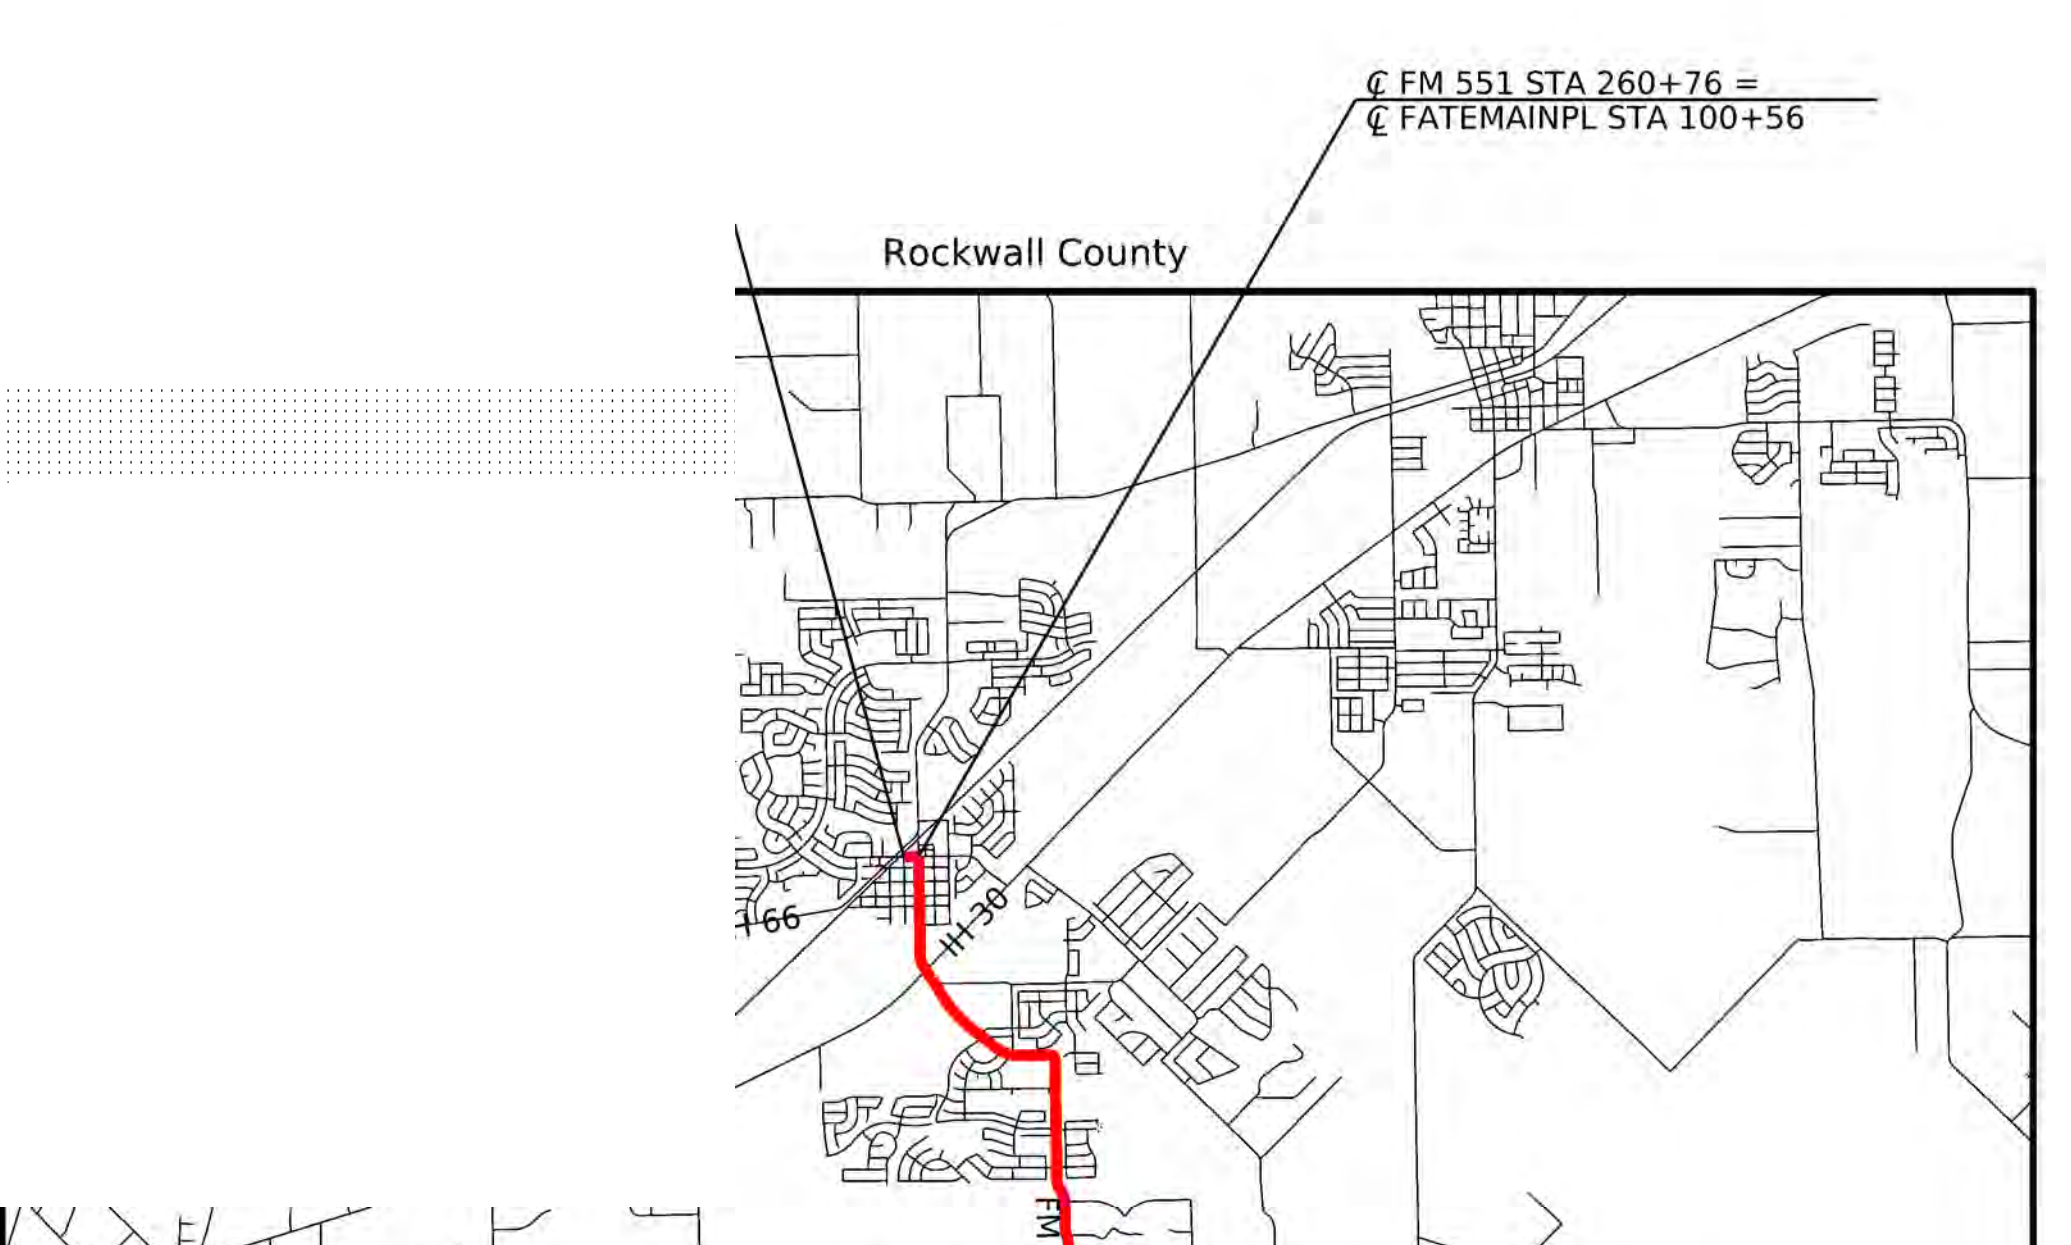 ℄ FM 551 STA 260+76 =
℄ FATEMAINPL STA 100+56
Rockwall County
66
IH 30
FM